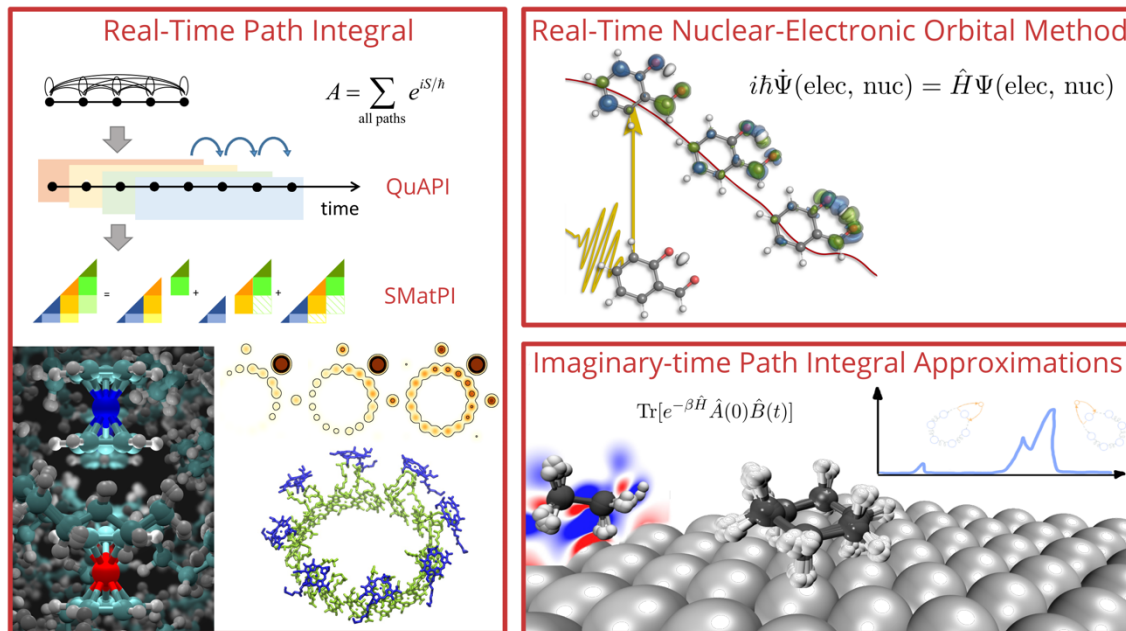 Real-Time Path Integral
A = ∑ e^{iS/ħ}
all paths
QuAPI
time
= + + 
SMatPI
Real-Time Nuclear-Electronic Orbital Method
iħΨ̇(elec, nuc) = ĤΨ(elec, nuc)
Imaginary-time Path Integral Approximations
Tr[e^{-βĤ}Â(0)B̂(t)]